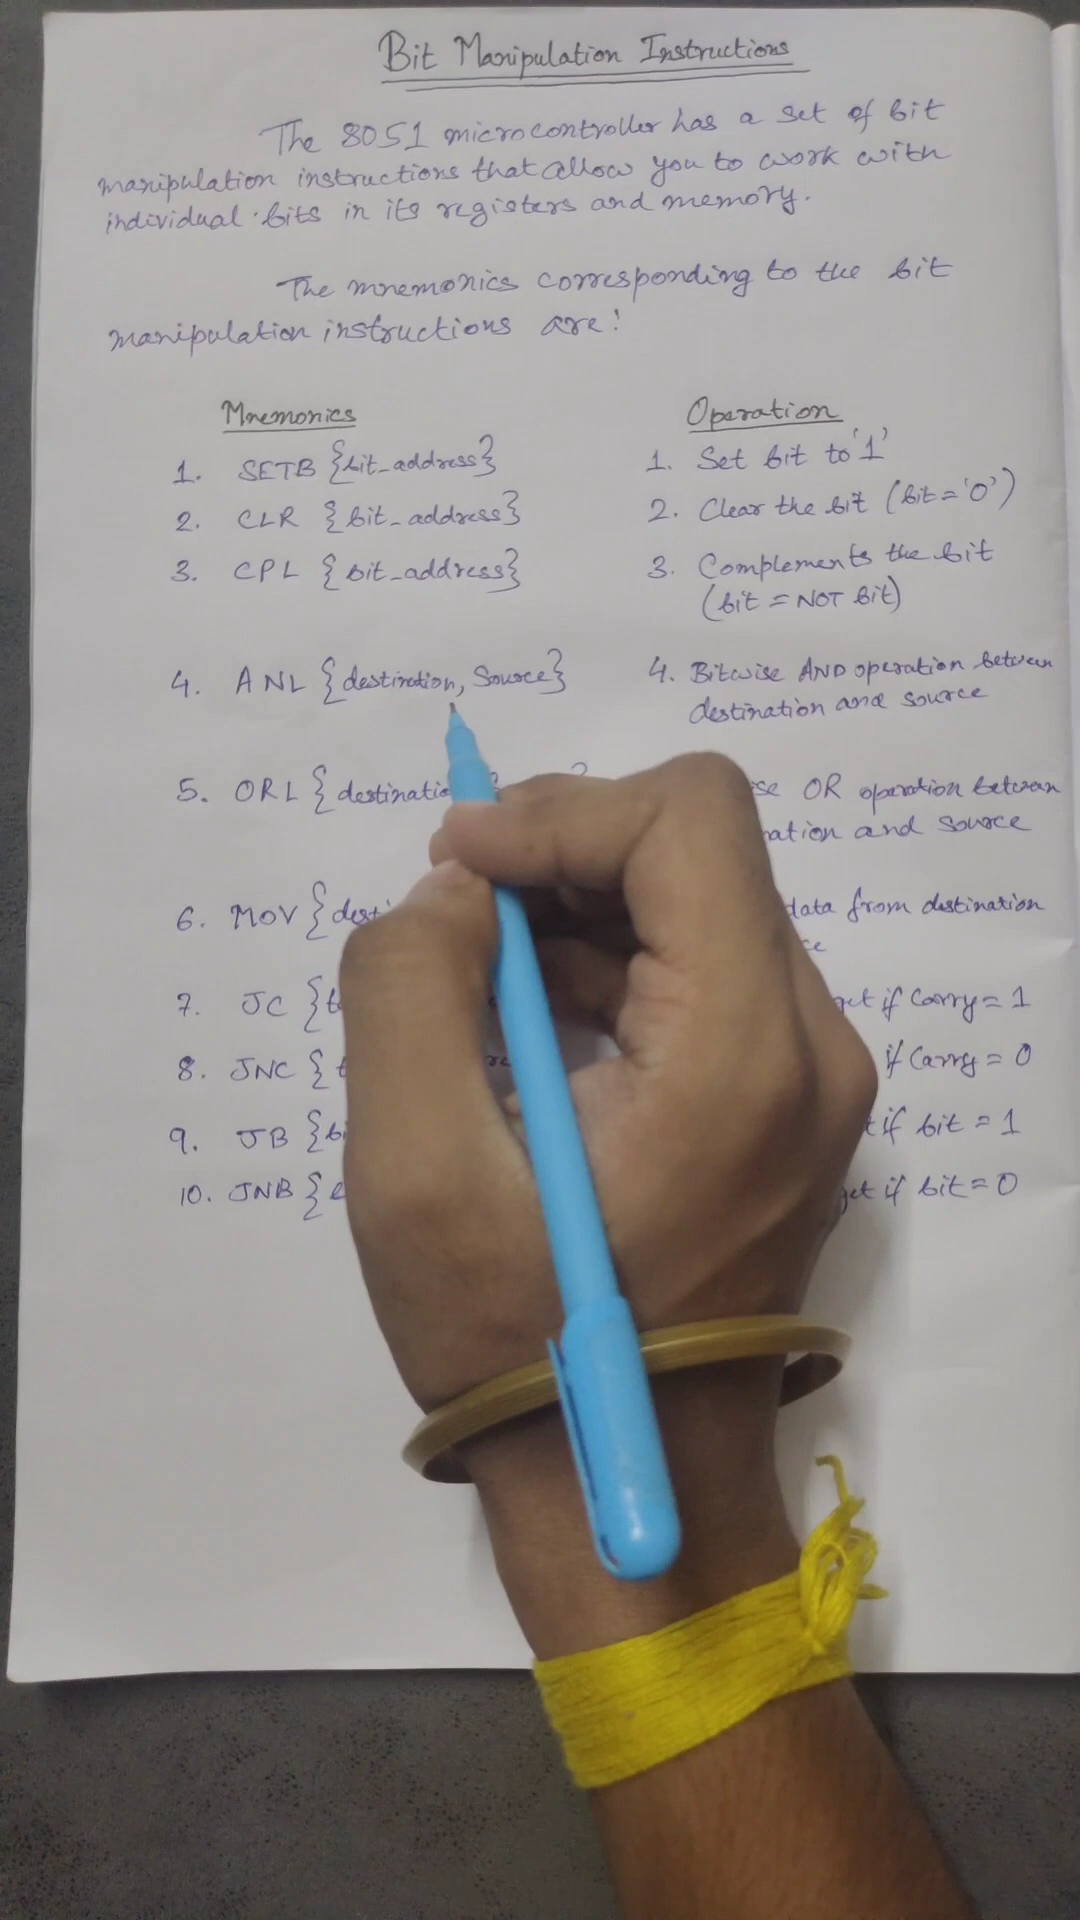 Bit Manipulation Instructions
The 8051 microcontroller has a set of bit
manipulation instructions that allow you to work with
individual bits in its registers and memory.
The mnemonics corresponding to the bit
manipulation instructions are:
Mnemonics Operation
1. SETB {bit_address} 1. Set bit to '1'
2. CLR {bit_address} 2. Clear the bit (bit = '0')
3. CPL {bit_address} 3. Complements the bit
(bit = NOT bit)
4. ANL {destination, Source} 4. Bitwise AND operation between
destination and source
5. ORL { OR operation between
and source
6. MOV { data from destination
7. JC { if Carry = 1
8. JNC { if Carry = 0
9. JB { if bit = 1
10. JNB { if bit = 0